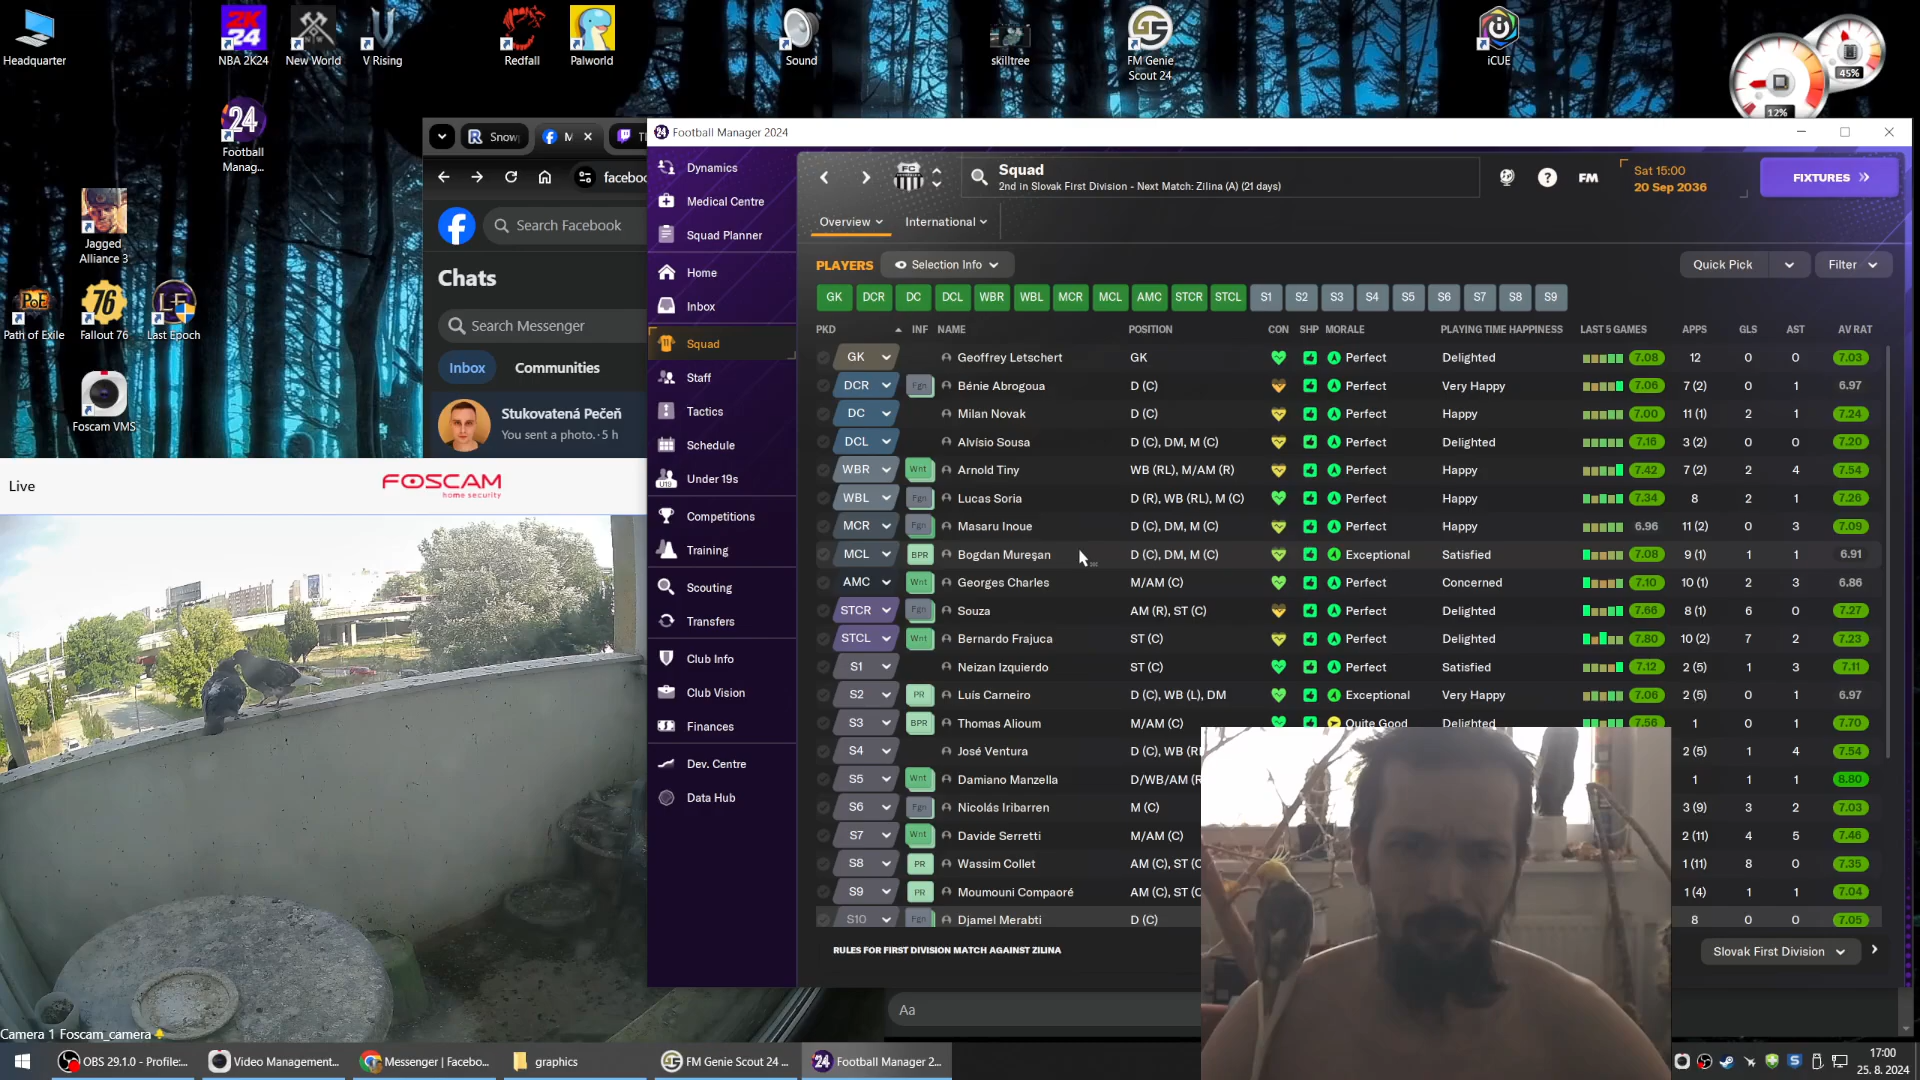 Headquarter
NBA 2K24
New World
V Rising
Redfall
Palworld
Sound
skilltree
FM Genie
Scout 24
iCUE
45%
12%
Football
Manag...
Jagged
Alliance 3
Path of Exile
Fallout 76
Last Epoch
Foscam VMS
Snow
M
faceboo
Search Facebook
Chats
Search Messenger
Inbox
Communities
Stukovatená Pečeň
You sent a photo. · 5 h
Live
FOSCAM
home security
Camera 1 Foscam_camera
Football Manager 2024
Dynamics
Medical Centre
Squad Planner
Home
Inbox
Squad
Staff
Tactics
Schedule
Under 19s
Competitions
Training
Scouting
Transfers
Club Info
Club Vision
Finances
Dev. Centre
Data Hub
Squad
2nd in Slovak First Division - Next Match: Zilina (A) (21 days)
FM
Sat 15:00
20 Sep 2036
FIXTURES
Overview
International
PLAYERS
Selection Info
Quick Pick
Filter
GK DCR DC DCL WBR WBL MCR MCL AMC STCR STCL S1 S2 S3 S4 S5 S6 S7 S8 S9
PKD INF NAME POSITION CON SHP MORALE PLAYING TIME HAPPINESS LAST 5 GAMES APPS GLS AST AV RAT
GK Geoffrey Letschert GK Perfect Delighted 7.08 12 0 0 7.03
DCR Fgn Bénie Abrogoua D (C) Perfect Very Happy 7.06 7 (2) 0 1 6.97
DC Milan Novak D (C) Perfect Happy 7.00 11 (1) 2 1 7.24
DCL Alvísio Sousa D (C), DM, M (C) Perfect Delighted 7.16 3 (2) 0 0 7.20
WBR Wnt Arnold Tiny WB (RL), M/AM (R) Perfect Happy 7.42 7 (2) 2 4 7.54
WBL Fgn Lucas Soria D (R), WB (RL), M (C) Perfect Happy 7.34 8 2 1 7.26
MCR Fgn Masaru Inoue D (C), DM, M (C) Perfect Happy 6.96 11 (2) 0 3 7.09
MCL BPR Bogdan Mureşan D (C), DM, M (C) Exceptional Satisfied 7.08 9 (1) 1 1 6.91
AMC Wnt Georges Charles M/AM (C) Perfect Concerned 7.10 10 (1) 2 3 6.86
STCR Fgn Souza AM (R), ST (C) Perfect Delighted 7.66 8 (1) 6 0 7.27
STCL Wnt Bernardo Frajuca ST (C) Perfect Delighted 7.80 10 (2) 7 2 7.23
S1 Neizan Izquierdo ST (C) Perfect Satisfied 7.12 2 (5) 1 3 7.11
S2 PR Luís Carneiro D (C), WB (L), DM Exceptional Very Happy 7.06 2 (5) 0 1 6.97
S3 BPR Thomas Alioum M/AM (C) Quite Good Delighted 7.56 1 0 1 7.70
S4 José Ventura D (C), WB (R 2 (5) 1 4 7.54
S5 Wnt Damiano Manzella D/WB/AM (R 1 1 1 8.80
S6 Fgn Nicolás Iribarren M (C) 3 (9) 3 2 7.03
S7 Wnt Davide Serretti M/AM (C) 2 (11) 4 5 7.46
S8 PR Wassim Collet AM (C), ST (C 1 (11) 8 0 7.35
S9 PR Moumouni Compaoré AM (C), ST (C 1 (4) 1 1 7.04
S10 Fgn Djamel Merabti D (C) 8 0 0 7.05
RULES FOR FIRST DIVISION MATCH AGAINST ZILINA
Slovak First Division
Aa
OBS 29.1.0 - Profile:...
Video Management...
Messenger | Facebo...
graphics
FM Genie Scout 24 ...
Football Manager 2...
17:00
25. 8. 2024